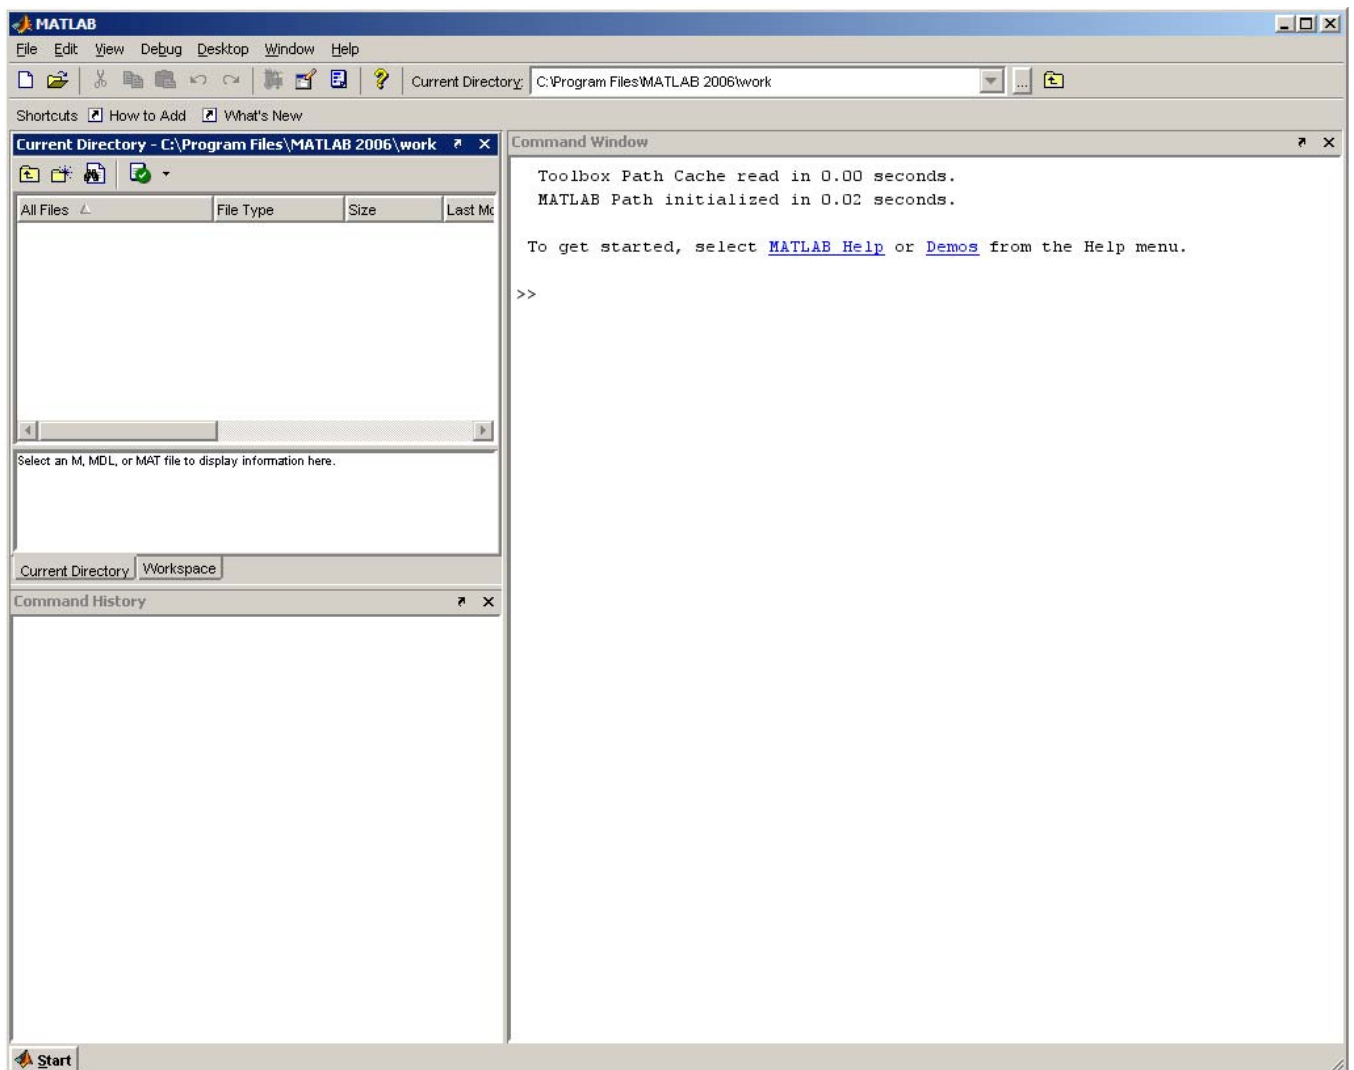 MATLAB
File Edit View Debug Desktop Window Help
Current Directory: C:\Program Files\MATLAB 2006\work ...
Shortcuts How to Add What's New
Current Directory - C:\Program Files\MATLAB 2006\work
All Files File Type Size Last Mo
Select an M, MDL, or MAT file to display information here.
Current Directory Workspace
Command History
Command Window
Toolbox Path Cache read in 0.00 seconds.
MATLAB Path initialized in 0.02 seconds.
To get started, select MATLAB Help or Demos from the Help menu.
>>
Start